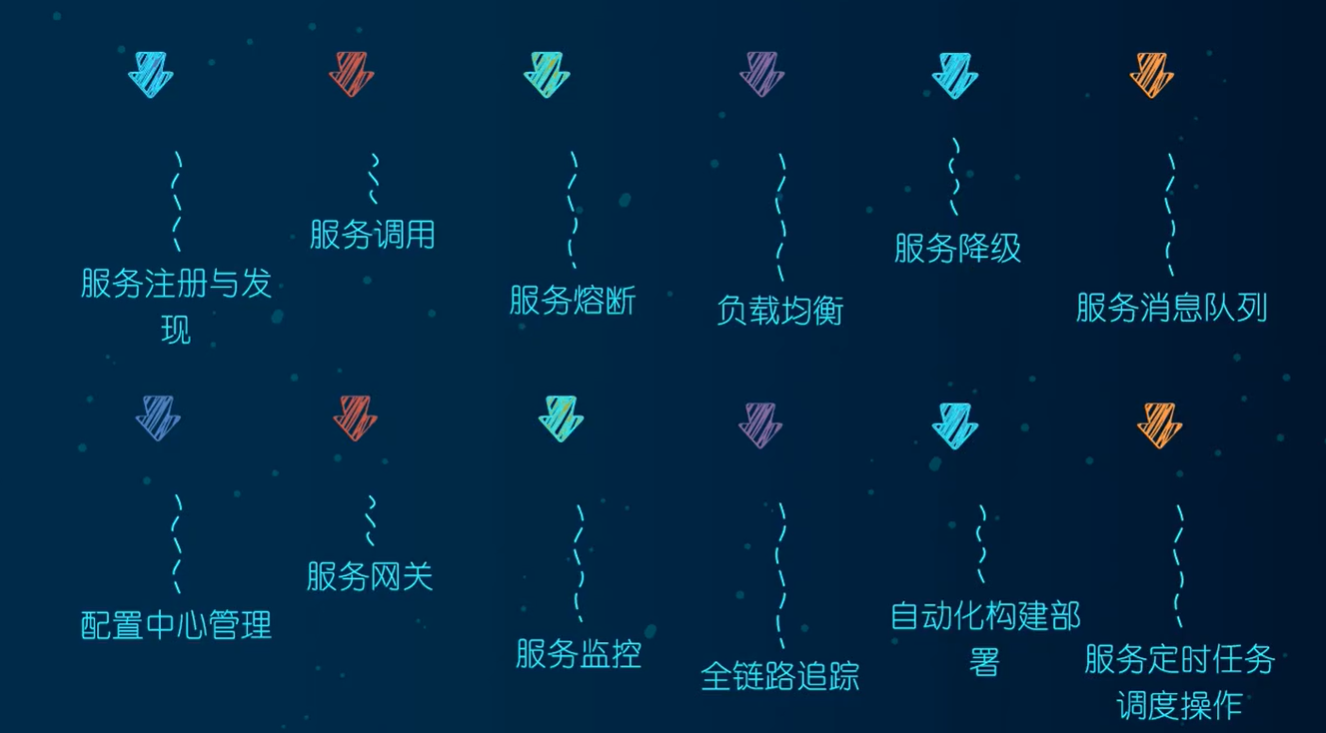 服务注册与发
现
服务调用
服务熔断
负载均衡
服务降级
服务消息队列
配置中心管理
服务网关
服务监控
全链路追踪
自动化构建部
署
服务定时任务
调度操作